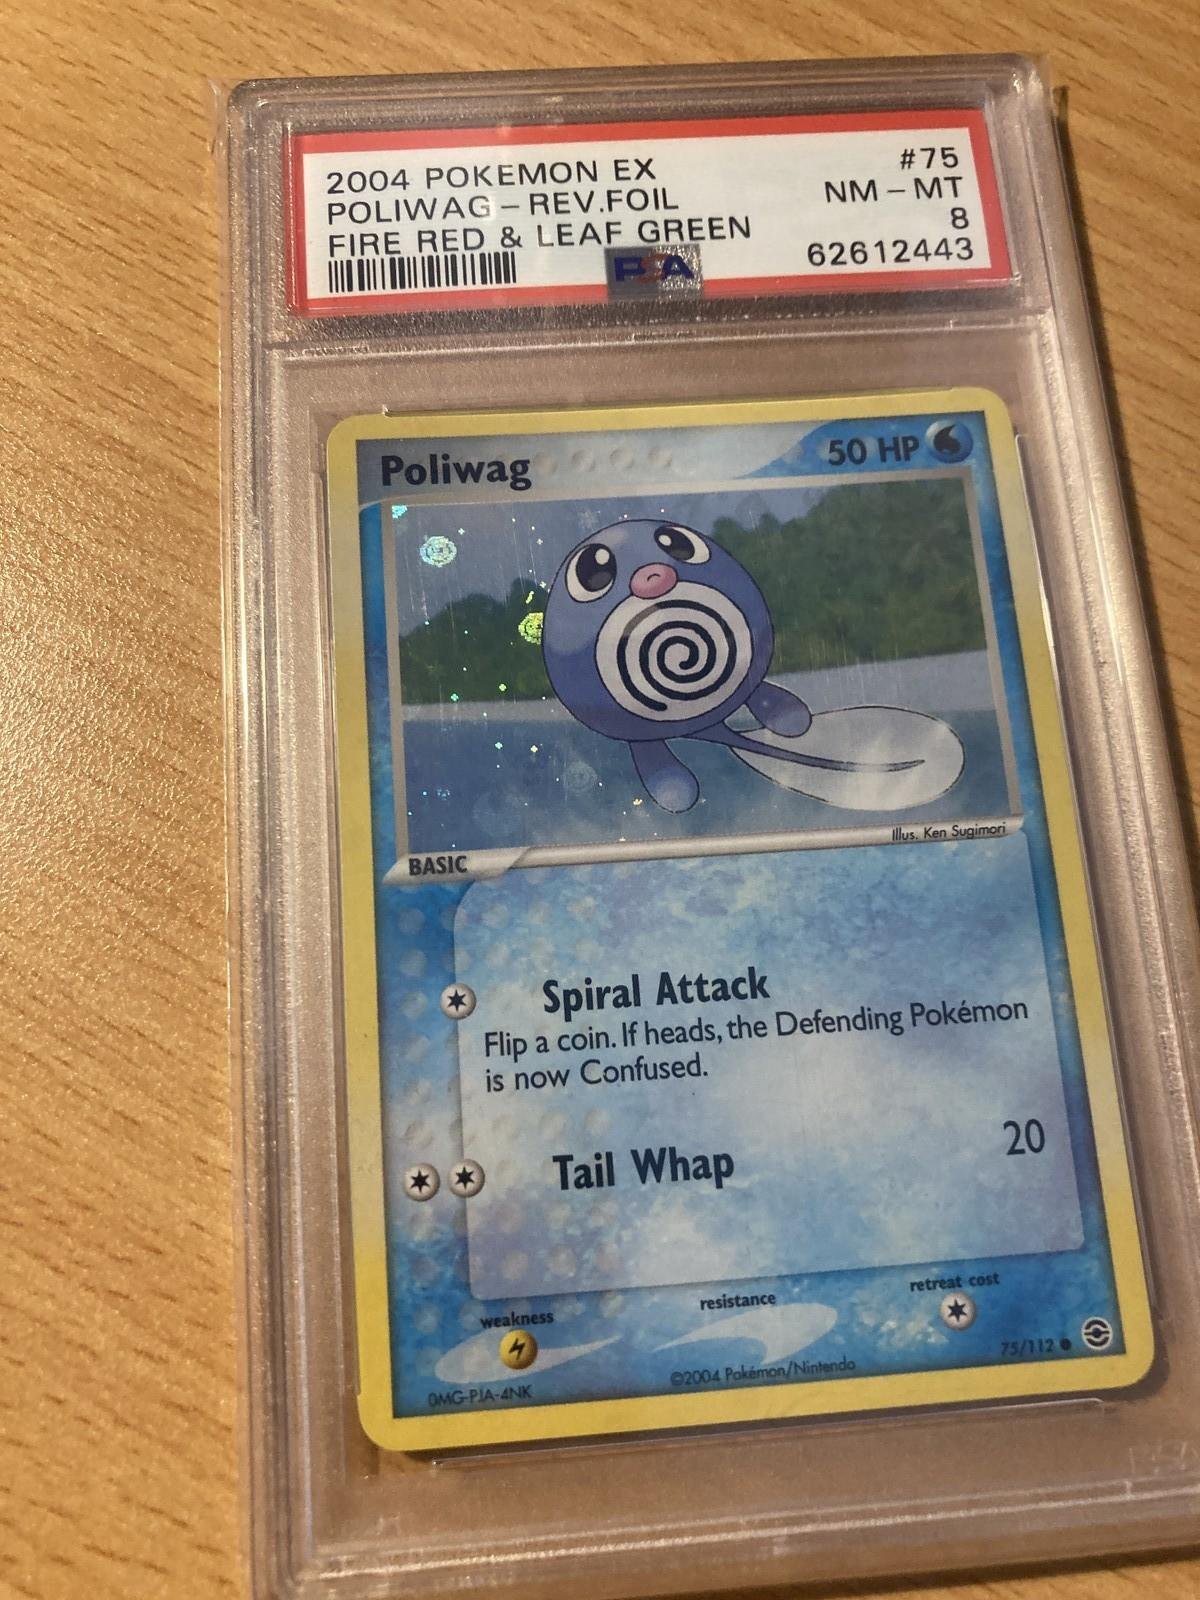 2004 POKEMON EX #75
POLIWAG - REV.FOIL NM - MT
FIRE RED & LEAF GREEN 8
PSA 62612443
Poliwag 50 HP
Illus. Ken Sugimori
BASIC
Spiral Attack
Flip a coin. If heads, the Defending Pokémon
is now Confused.
Tail Whap 20
weakness resistance retreat cost
75/112
©2004 Pokémon/Nintendo
0MG-PJA-4NK